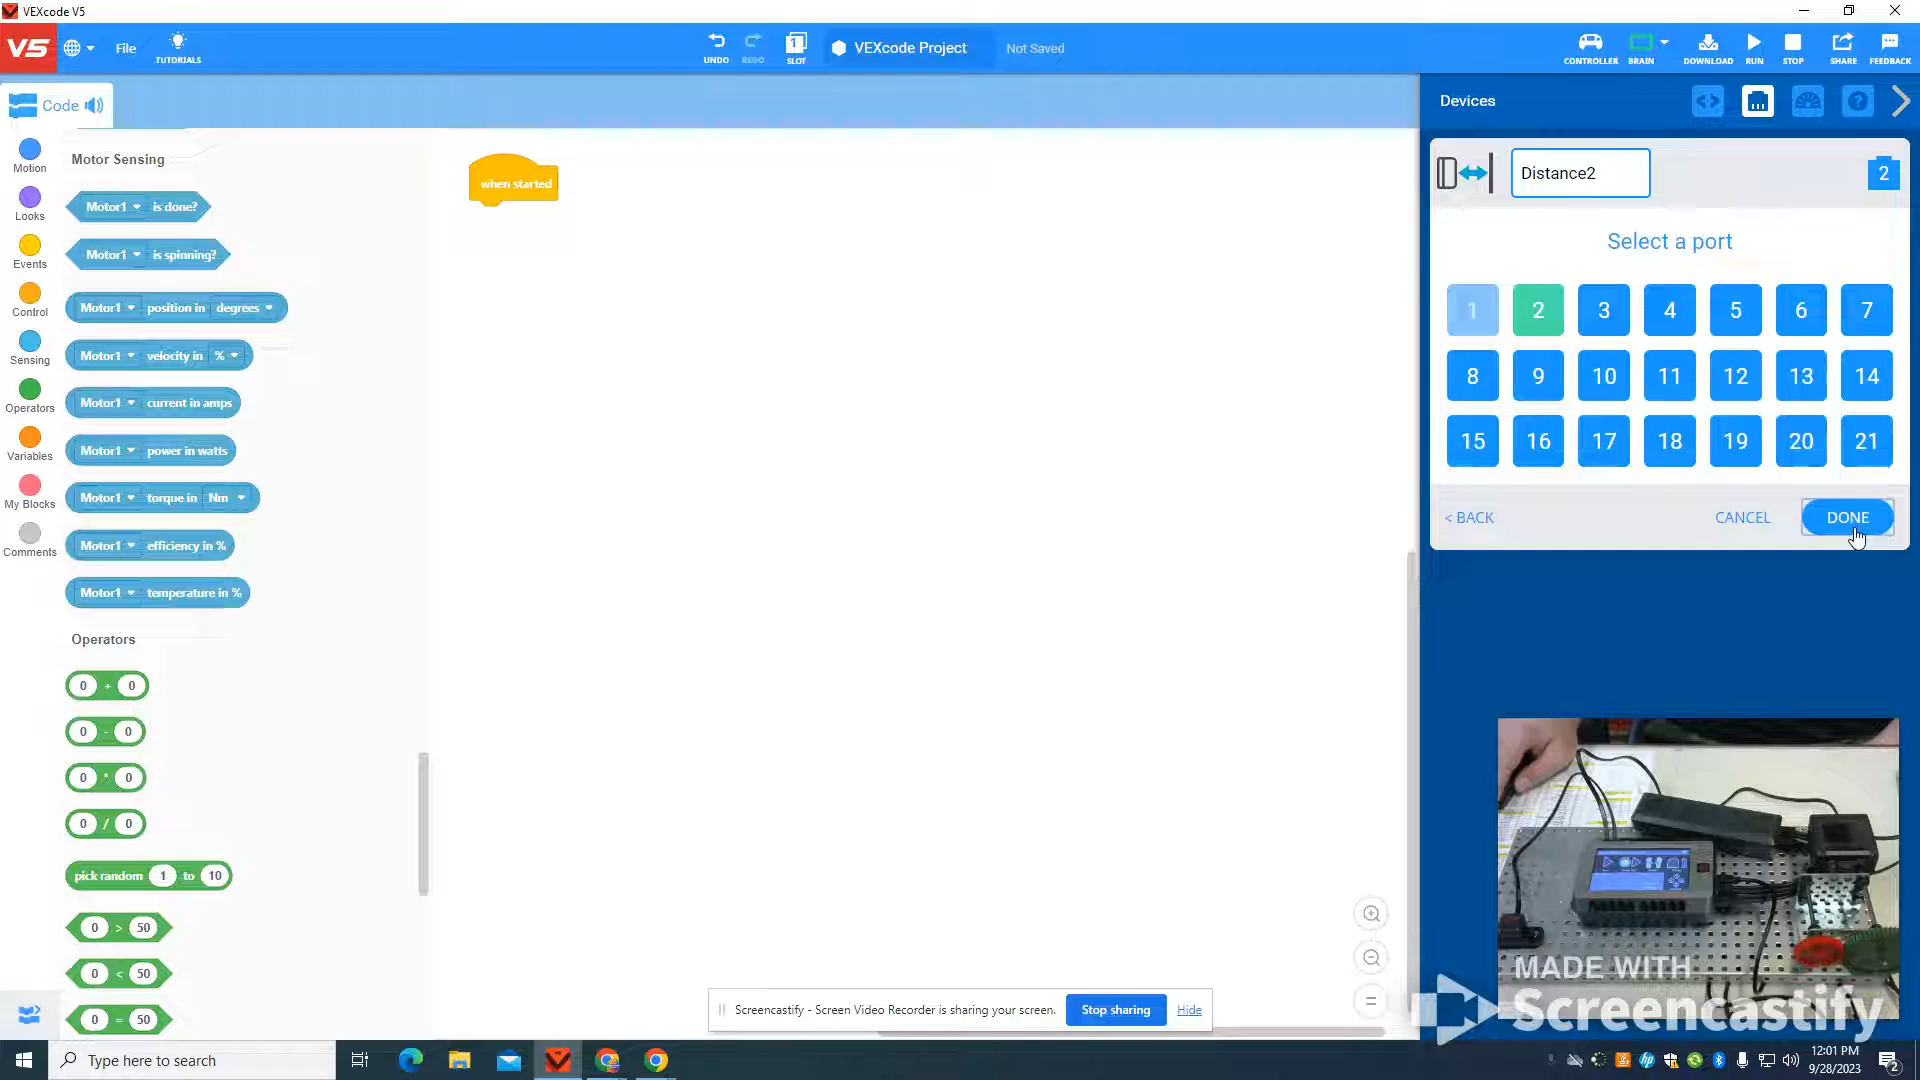 VEXcode V5
V5
File
TUTORIALS
UNDO
REDO
1
SLOT
VEXcode Project
Not Saved
CONTROLLER
BRAIN
DOWNLOAD
RUN
STOP
SHARE
FEEDBACK
Code
Devices
Motion
Looks
Events
Control
Sensing
Operators
Variables
My Blocks
Comments
Motor Sensing
Motor1 is done?
Motor1 is spinning?
Motor1 position in degrees
Motor1 velocity in %
Motor1 current in amps
Motor1 power in watts
Motor1 torque in Nm
Motor1 efficiency in %
Motor1 temperature in %
Operators
0 + 0
0 - 0
0 * 0
0 / 0
pick random 1 to 10
0 > 50
0 < 50
0 = 50
when started
Distance2
2
Select a port
1 2 3 4 5 6 7
8 9 10 11 12 13 14
15 16 17 18 19 20 21
< BACK
CANCEL
DONE
MADE WITH
Screencastify
Screencastify - Screen Video Recorder is sharing your screen.
Stop sharing
Hide
Type here to search
12:01 PM
9/28/2023
2